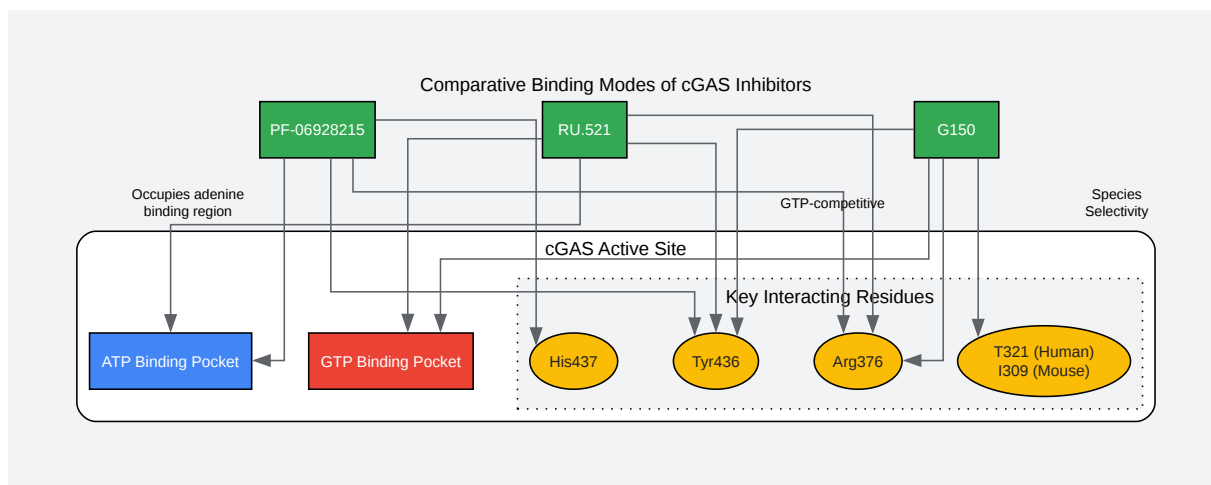 Comparative Binding Modes of cGAS Inhibitors
PF-06928215
RU.521
G150
Occupies adenine
binding region
GTP-competitive
Species
Selectivity
cGAS Active Site
Key Interacting Residues
ATP Binding Pocket
GTP Binding Pocket
His437
Tyr436
Arg376
T321 (Human)
I309 (Mouse)